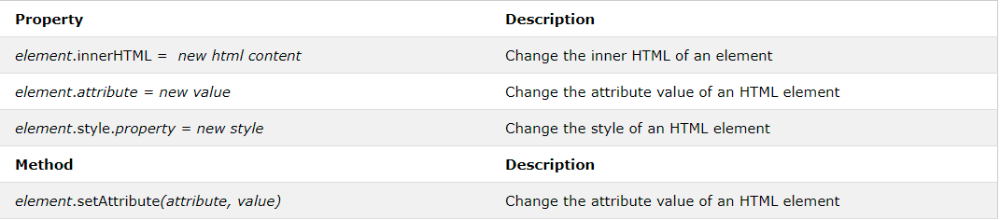 Property Description
element.innerHTML =  new html content Change the inner HTML of an element
element.attribute = new value Change the attribute value of an HTML element
element.style.property = new style Change the style of an HTML element
Method Description
element.setAttribute(attribute, value) Change the attribute value of an HTML element